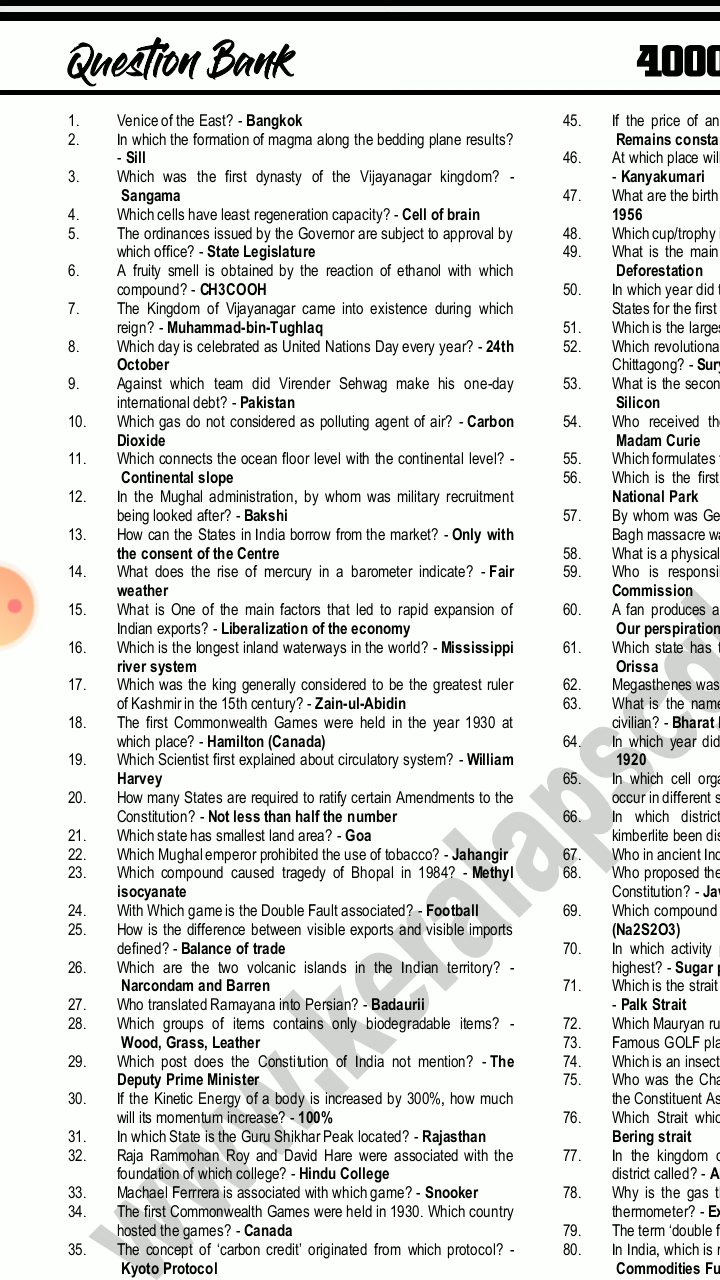 Question Bank
4000
1. Venice of the East? - Bangkok
2. In which the formation of magma along the bedding plane results?
- Sill
3. Which was the first dynasty of the Vijayanagar kingdom? -
Sangama
4. Which cells have least regeneration capacity? - Cell of brain
5. The ordinances issued by the Governor are subject to approval by
which office? - State Legislature
6. A fruity smell is obtained by the reaction of ethanol with which
compound? - CH3COOH
7. The Kingdom of Vijayanagar came into existence during which
reign? - Muhammad-bin-Tughlaq
8. Which day is celebrated as United Nations Day every year? - 24th
October
9. Against which team did Virender Sehwag make his one-day
international debt? - Pakistan
10. Which gas do not considered as polluting agent of air? - Carbon
Dioxide
11. Which connects the ocean floor level with the continental level? -
Continental slope
12. In the Mughal administration, by whom was military recruitment
being looked after? - Bakshi
13. How can the States in India borrow from the market? - Only with
the consent of the Centre
14. What does the rise of mercury in a barometer indicate? - Fair
weather
15. What is One of the main factors that led to rapid expansion of
Indian exports? - Liberalization of the economy
16. Which is the longest inland waterways in the world? - Mississippi
river system
17. Which was the king generally considered to be the greatest ruler
of Kashmir in the 15th century? - Zain-ul-Abidin
18. The first Commonwealth Games were held in the year 1930 at
which place? - Hamilton (Canada)
19. Which Scientist first explained about circulatory system? - William
Harvey
20. How many States are required to ratify certain Amendments to the
Constitution? - Not less than half the number
21. Which state has smallest land area? - Goa
22. Which Mughal emperor prohibited the use of tobacco? - Jahangir
23. Which compound caused tragedy of Bhopal in 1984? - Methyl
isocyanate
24. With Which game is the Double Fault associated? - Football
25. How is the difference between visible exports and visible imports
defined? - Balance of trade
26. Which are the two volcanic islands in the Indian territory? -
Narcondam and Barren
27. Who translated Ramayana into Persian? - Badaurii
28. Which groups of items contains only biodegradable items? -
Wood, Grass, Leather
29. Which post does the Constitution of India not mention? - The
Deputy Prime Minister
30. If the Kinetic Energy of a body is increased by 300%, how much
will its momentum increase? - 100%
31. In which State is the Guru Shikhar Peak located? - Rajasthan
32. Raja Rammohan Roy and David Hare were associated with the
foundation of which college? - Hindu College
33. Machael Ferrrera is associated with which game? - Snooker
34. The first Commonwealth Games were held in 1930. Which country
hosted the games? - Canada
35. The concept of ‘carbon credit’ originated from which protocol? -
Kyoto Protocol
45. If the price of an
Remains consta
46. At which place will
- Kanyakumari
47. What are the birth
1956
48. Which cup/trophy
49. What is the main
Deforestation
50. In which year did
States for the first
51. Which is the larges
52. Which revolutiona
Chittagong? - Sury
53. What is the secon
Silicon
54. Who received the
Madam Curie
55. Which formulates
56. Which is the first
National Park
57. By whom was Ge
Bagh massacre wa
58. What is a physical
59. Who is responsi
Commission
60. A fan produces a
Our perspiration
61. Which state has
Orissa
62. Megasthenes was
63. What is the name
civilian? - Bharat
64. In which year did
1920
65. In which cell orga
occur in different s
66. In which district
kimberlite been dis
67. Who in ancient Ind
68. Who proposed the
Constitution? - Jav
69. Which compound
(Na2S2O3)
70. In which activity
highest? - Sugar p
71. Which is the strait
- Palk Strait
72. Which Mauryan ru
73. Famous GOLF pla
74. Which is an insect
75. Who was the Cha
the Constituent As
76. Which Strait whic
Bering strait
77. In the kingdom
district called? - A
78. Why is the gas
thermometer? - Ex
79. The term ‘double f
80. In India, which is
Commodities Fu
www.keralapsc